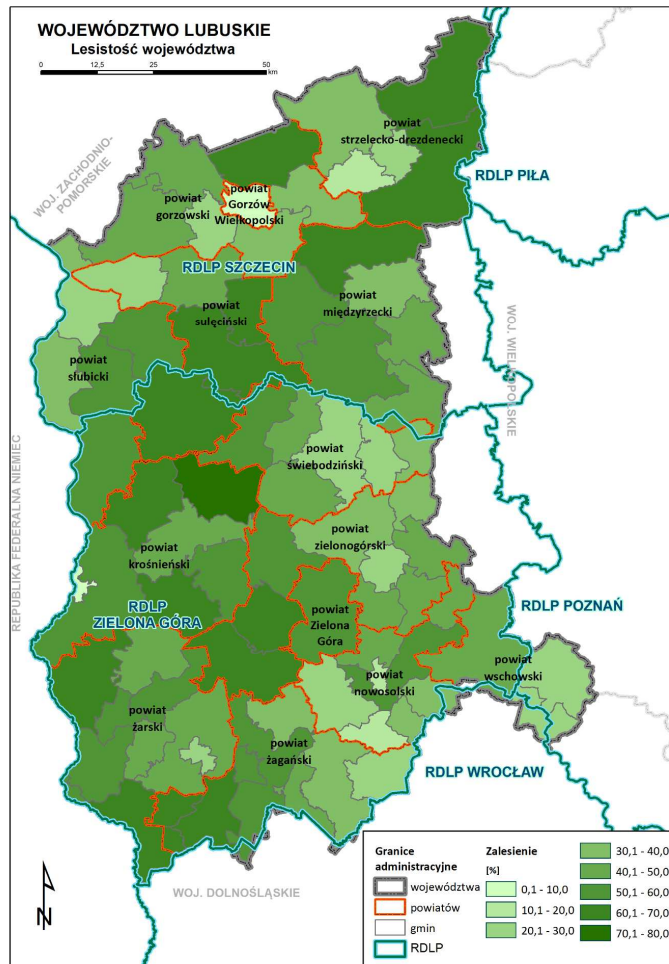 WOJEWÓDZTWO LUBUSKIE
Lesistość województwa
0 12,5 25 50
km
WOJ. ZACHODNIO-
POMORSKIE
powiat
strzelecko-drezdenecki
RDLP PIŁA
powiat
gorzowski
powiat
Gorzów
Wielkopolski
RDLP SZCZECIN
powiat
sulęciński
powiat
międzyrzecki
WOJ. WIELKOPOLSKIE
powiat
słubicki
REPUBLIKA FEDERALNA NIEMIEC
powiat
świebodziński
powiat
zielonogórski
powiat
krośnieński
RDLP
ZIELONA GÓRA
powiat
Zielona
Góra
RDLP POZNAŃ
powiat
wschowski
powiat
nowosolski
powiat
żarski
powiat
żagański
RDLP WROCŁAW
WOJ. DOLNOŚLĄSKIE
N
Granice
administracyjne
województwa
powiatów
gmin
RDLP
Zalesienie
[%]
0,1 - 10,0
10,1 - 20,0
20,1 - 30,0
30,1 - 40,0
40,1 - 50,0
50,1 - 60,0
60,1 - 70,0
70,1 - 80,0